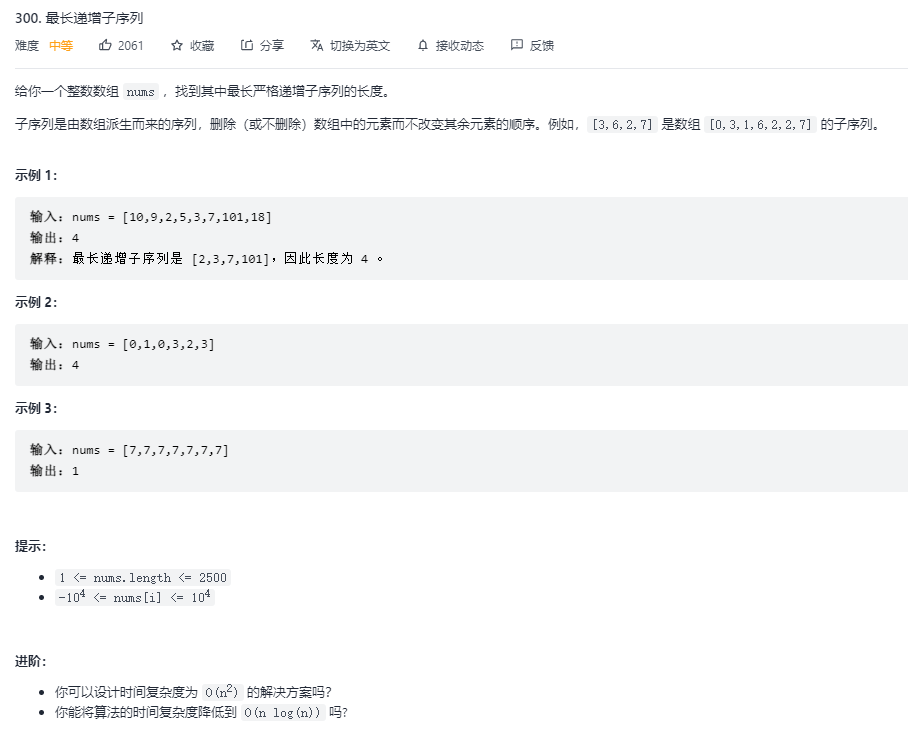 300. 最长递增子序列
难度 中等 2061 收藏 分享 切换为英文 接收动态 反馈
给你一个整数数组 nums ，找到其中最长严格递增子序列的长度。
子序列是由数组派生而来的序列，删除（或不删除）数组中的元素而不改变其余元素的顺序。例如，[3,6,2,7] 是数组 [0,3,1,6,2,2,7] 的子序列。
示例 1：
输入：nums = [10,9,2,5,3,7,101,18]
输出：4
解释：最长递增子序列是 [2,3,7,101]，因此长度为 4 。
示例 2：
输入：nums = [0,1,0,3,2,3]
输出：4
示例 3：
输入：nums = [7,7,7,7,7,7,7]
输出：1
提示：
• 1 <= nums.length <= 2500
• -10⁴ <= nums[i] <= 10⁴
进阶：
• 你可以设计时间复杂度为 O(n²) 的解决方案吗？
• 你能将算法的时间复杂度降低到 O(n log(n)) 吗?